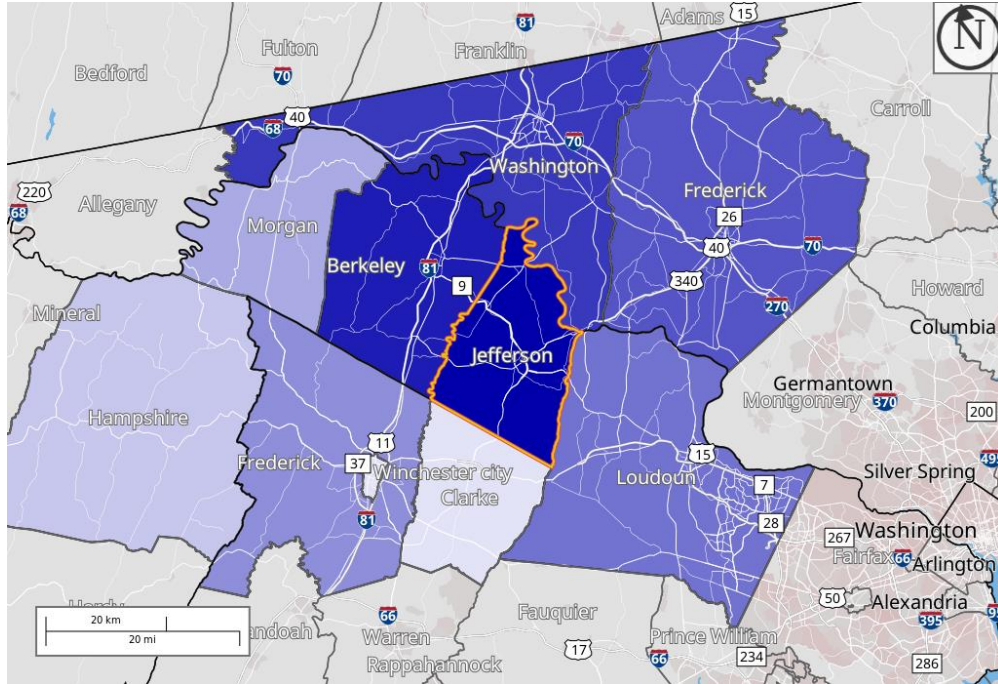 Adams
15
N
Fulton
Franklin
81
Bedford
70
Carroll
40
68
70
Washington
220
Allegany
Frederick
68
Morgan
26
40
70
Berkeley
81
340
9
Howard
270
Mineral
Columbia
Jefferson
Germantown
370
Montgomery
200
Hampshire
11
15
49
Frederick
37
Winchester city
Silver Spring
Loudoun
7
Clarke
81
28
Washington
267
Fairfax
66
Arlington
50
Alexandria
Hardy
20 km
66
Fauquier
395
andoah
20 mi
Warren
Prince William
17
66
234
286
Rappahannock